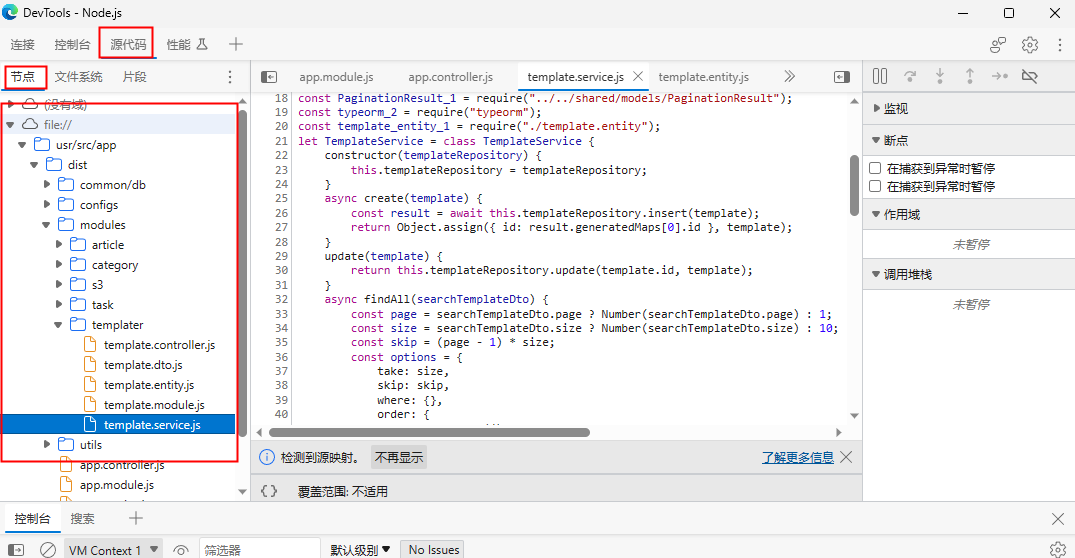 DevTools - Node.js
连接 控制台 源代码 性能
节点 文件系统 片段
app.module.js app.controller.js template.service.js template.entity.js
(没有域)
file://
usr/src/app
dist
common/db
configs
modules
article
category
s3
task
templater
template.controller.js
template.dto.js
template.entity.js
template.module.js
template.service.js
utils
app.controller.js
app.module.js
18 const PaginationResult_1 = require("../../shared/models/PaginationResult");
19 const typeorm_2 = require("typeorm");
20 const template_entity_1 = require("./template.entity");
21 let TemplateService = class TemplateService {
22 constructor(templateRepository) {
23 this.templateRepository = templateRepository;
24 }
25 async create(template) {
26 const result = await this.templateRepository.insert(template);
27 return Object.assign({ id: result.generatedMaps[0].id }, template);
28 }
29 update(template) {
30 return this.templateRepository.update(template.id, template);
31 }
32 async findAll(searchTemplateDto) {
33 const page = searchTemplateDto.page ? Number(searchTemplateDto.page) : 1;
34 const size = searchTemplateDto.size ? Number(searchTemplateDto.size) : 10;
35 const skip = (page - 1) * size;
36 const options = {
37 take: size,
38 skip: skip,
39 where: {},
40 order: {
检测到源映射。 不再显示 了解更多信息
{} 覆盖范围: 不适用
监视
断点
在捕获到异常时暂停
在捕获到异常时暂停
作用域
未暂停
调用堆栈
未暂停
控制台 搜索
VM Context 1 筛选器 默认级别 No Issues